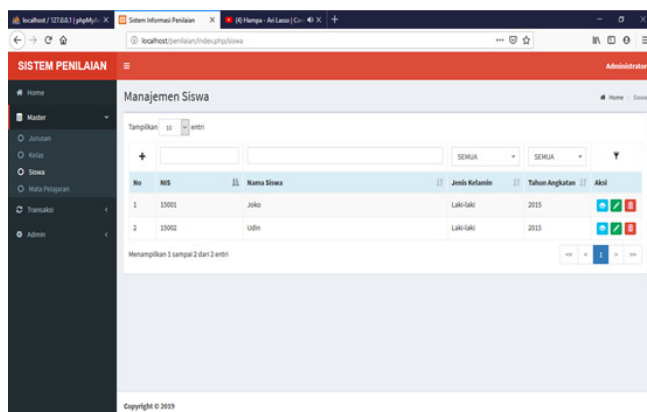 localhost / 127.0.0.1 | phpMyA
Sistem Informasi Penilaian
(4) Hampa - Ari Lasso | Co
localhost/penilaian/index.php/siswa
SISTEM PENILAIAN
Administrator
Home
Master
Jurusan
Kelas
Siswa
Mata Pelajaran
Transaksi
Admin
Manajemen Siswa
Home Siswa
Tampilkan 10 entri
SEMUA SEMUA
No NIS Nama Siswa Jenis Kelamin Tahun Angkatan Aksi
1 15001 Joko Laki-laki 2015
2 15002 Udin Laki-laki 2015
Menampilkan 1 sampai 2 dari 2 entri
<< < 1 > >>
Copyright © 2019